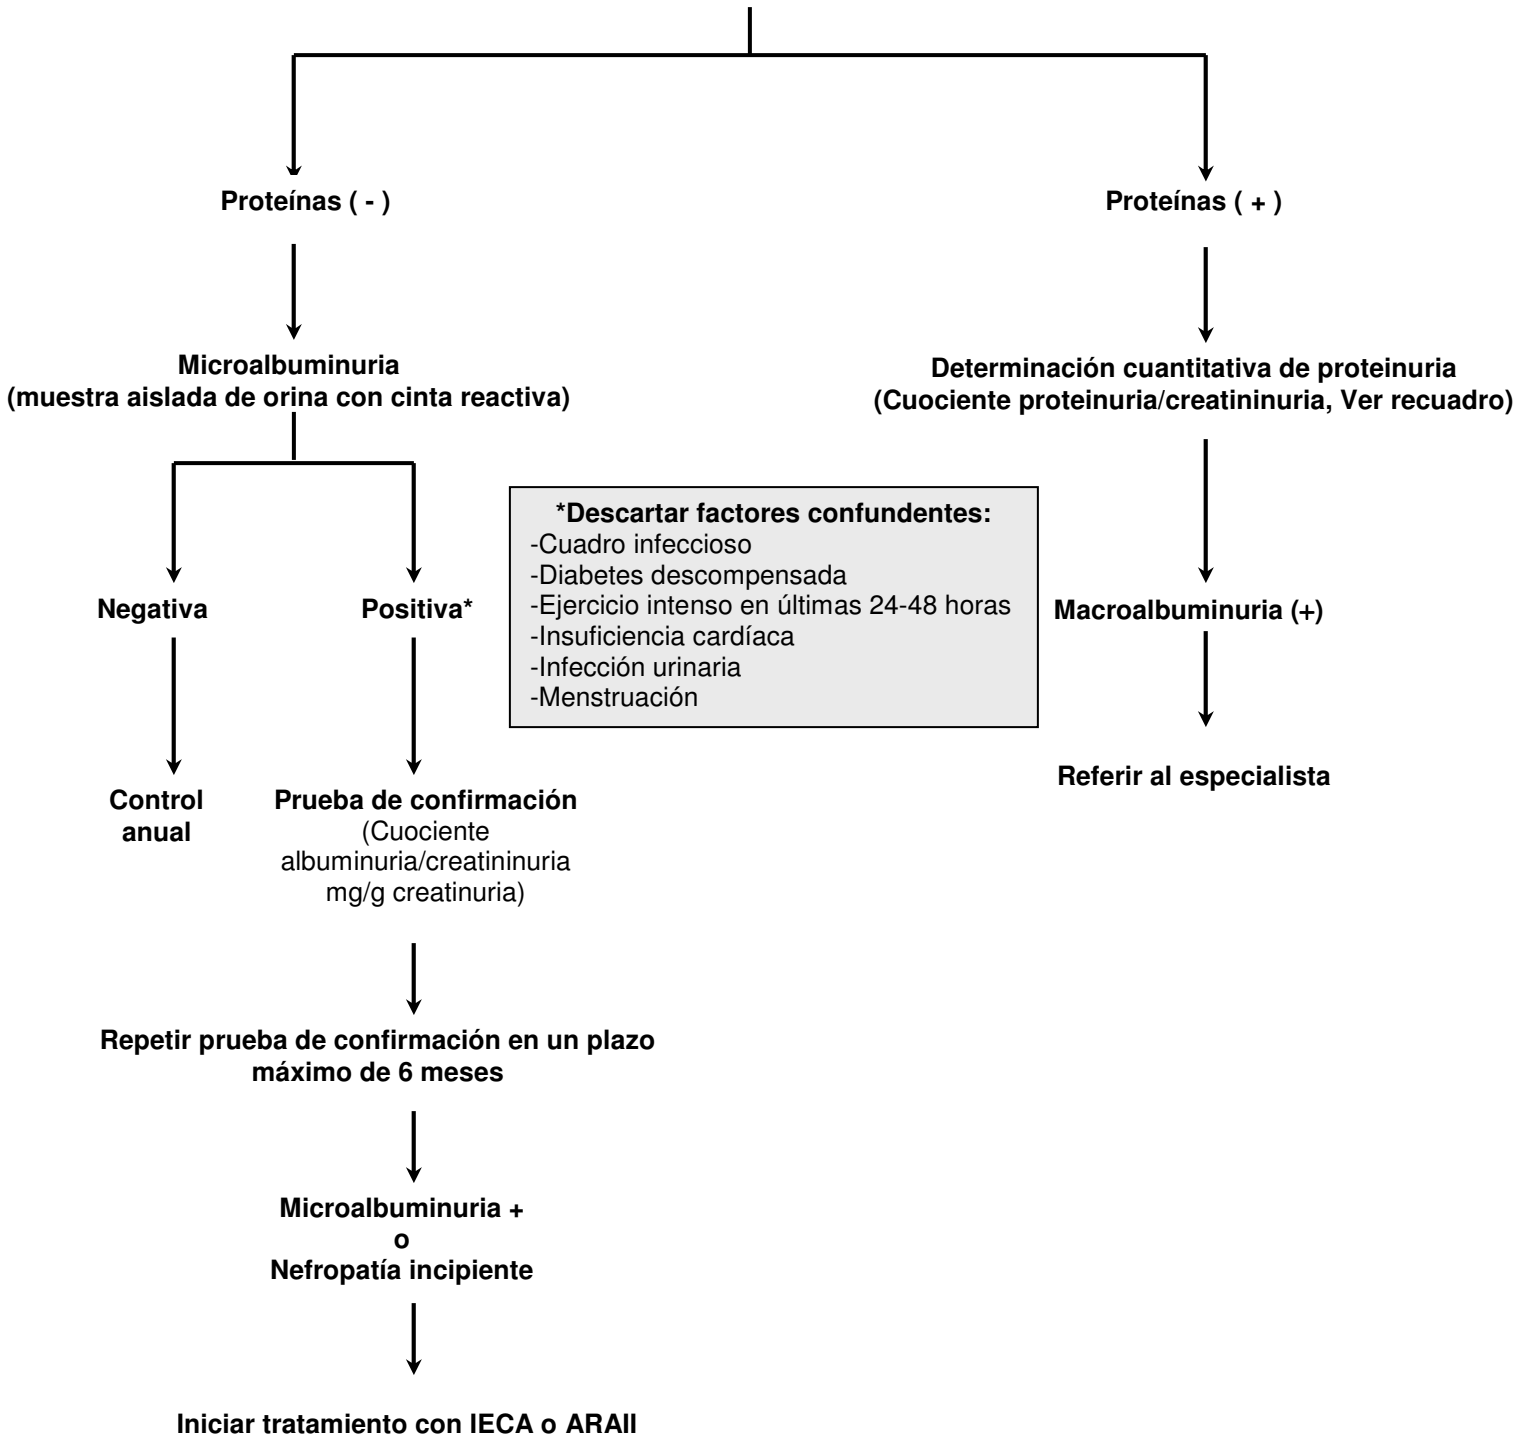 Proteínas ( - )
Proteínas ( + )
Microalbuminuria
(muestra aislada de orina con cinta reactiva)
Determinación cuantitativa de proteinuria
(Cuociente proteinuria/creatininuria, Ver recuadro)
*Descartar factores confundentes:
-Cuadro infeccioso
-Diabetes descompensada
-Ejercicio intenso en últimas 24-48 horas
-Insuficiencia cardíaca
-Infección urinaria
-Menstruación
Negativa
Positiva*
Macroalbuminuria (+)
Control
anual
Prueba de confirmación
(Cuociente
albuminuria/creatininuria
mg/g creatinuria)
Referir al especialista
Repetir prueba de confirmación en un plazo
máximo de 6 meses
Microalbuminuria +
o
Nefropatía incipiente
Iniciar tratamiento con IECA o ARAII